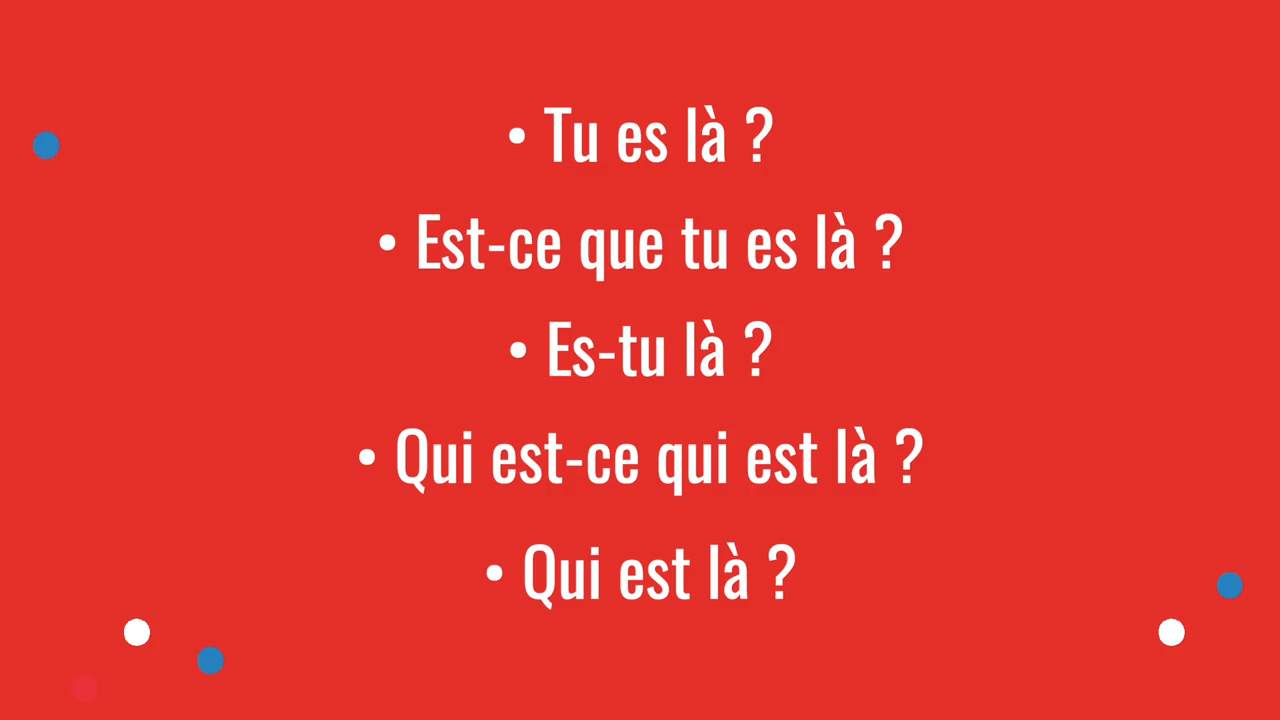 • Tu es là ?
• Est-ce que tu es là ?
• Es-tu là ?
• Qui est-ce qui est là ?
• Qui est là ?